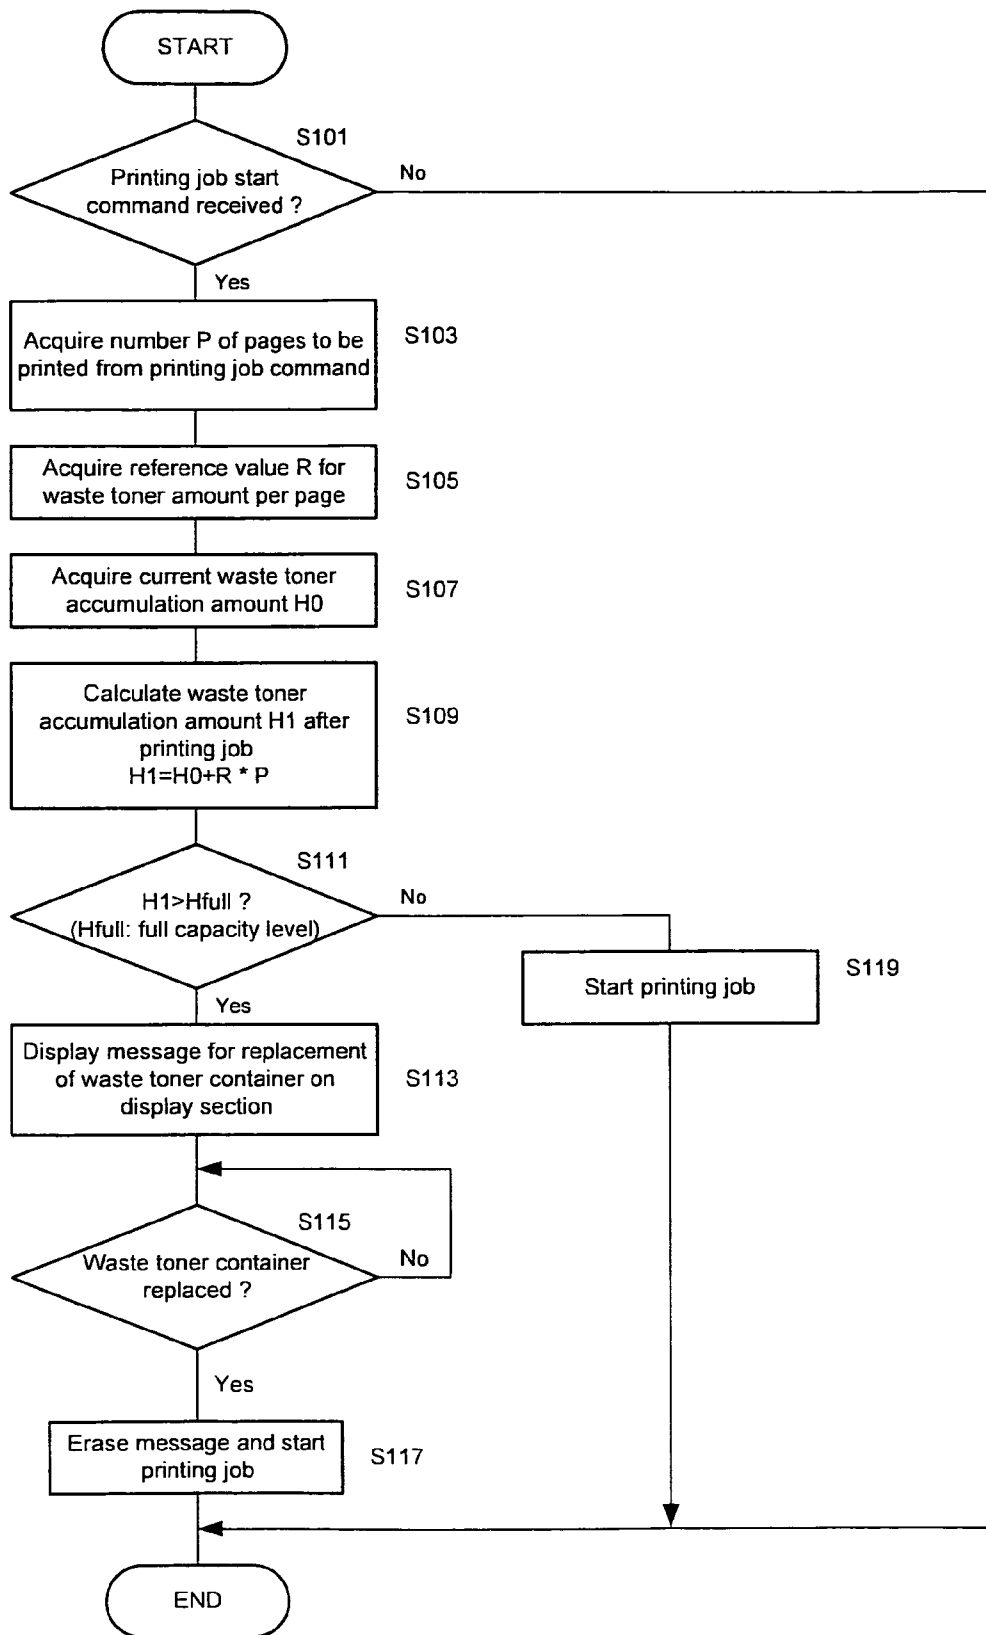 START
S101
Printing job start
command received ?
No
Yes
Acquire number P of pages to be
printed from printing job command
S103
Acquire reference value R for
waste toner amount per page
S105
Acquire current waste toner
accumulation amount H0
S107
Calculate waste toner
accumulation amount H1 after
printing job
H1=H0+R * P
S109
S111
H1>Hfull ?
(Hfull: full capacity level)
No
Yes
Start printing job
S119
Display message for replacement
of waste toner container on
display section
S113
S115
Waste toner container
replaced ?
No
Yes
Erase message and start
printing job
S117
END